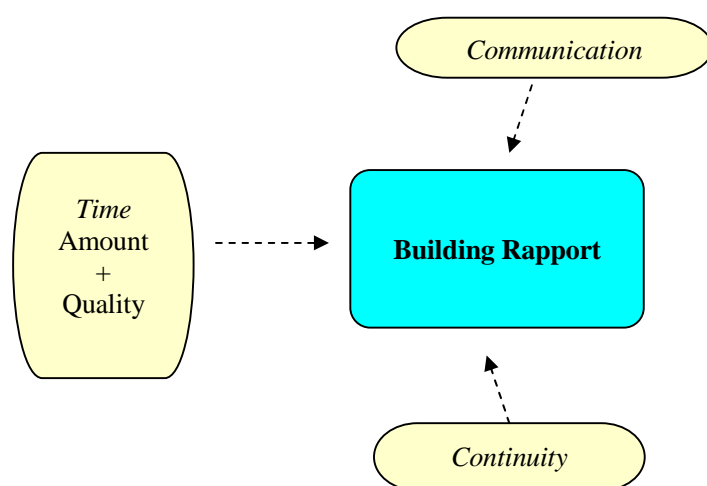 Communication
Time
Amount
+
Quality
Building Rapport
Continuity